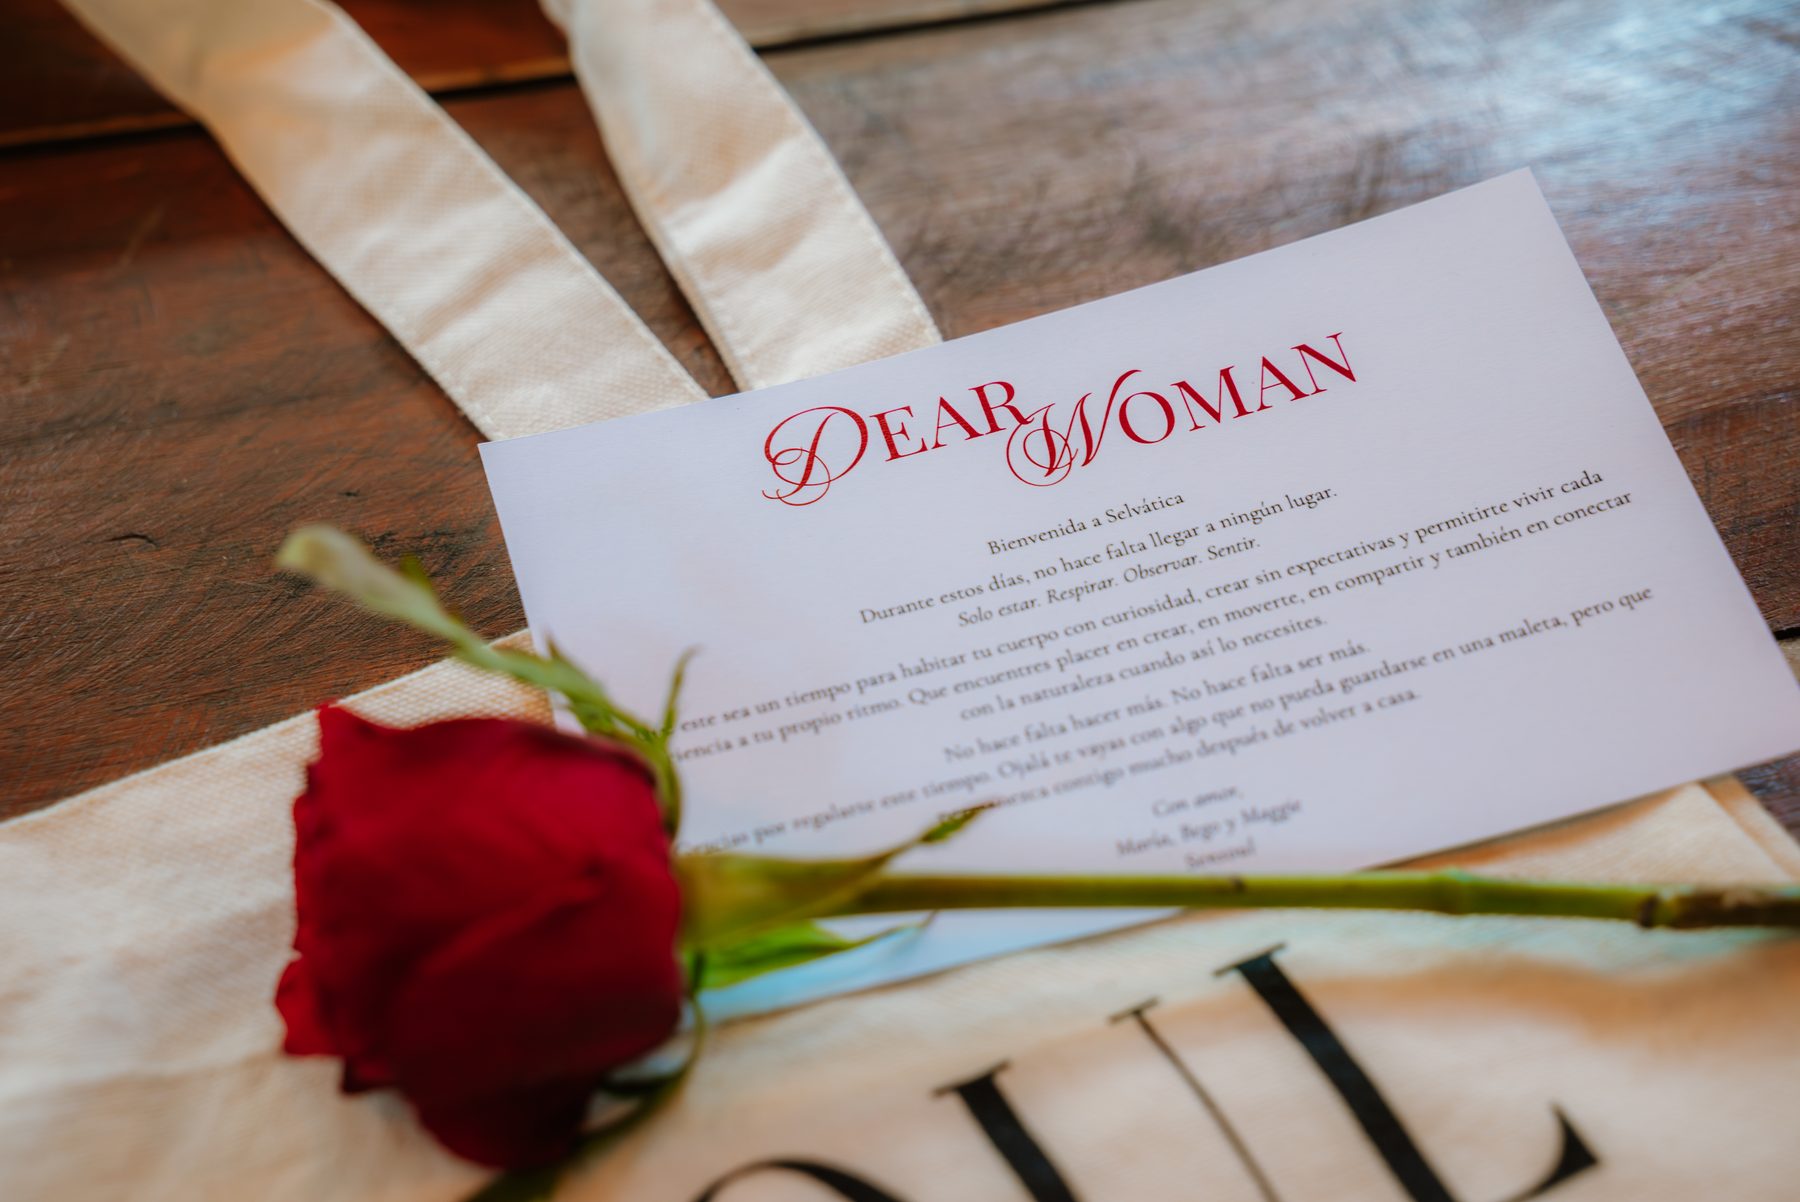 DEAR WOMAN
Bienvenida a Selvática
Durante estos días, no hace falta llegar a ningún lugar.
Solo estar. Respirar. Observar. Sentir.
este sea un tiempo para habitar tu cuerpo con curiosidad, crear sin expectativas y permitirte vivir cada
a tu propio ritmo. Que encuentres placer en crear, en moverte, en compartir y también en conectar
con la naturaleza cuando así lo necesites.
No hace falta hacer más. No hace falta ser más.
Gracias por regalarte este tiempo. Ojalá te vayas con algo que no pueda guardarse en una maleta, pero que
permanezca contigo mucho después de volver a casa.
Con amor,
María, Bego y Maggie